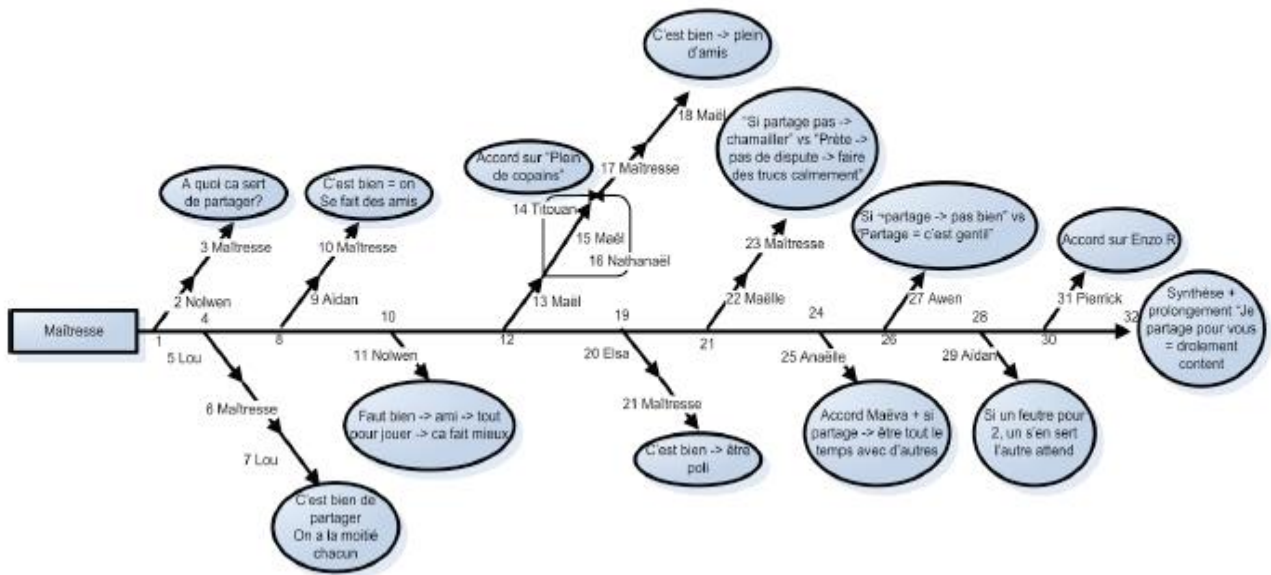 C'est bien -> plein
d'amis
18 Maël
"Si partage pas ->
chamailler" vs "Prète ->
pas de dispute -> faire
des trucs calmement"
Accord sur "Plein
de copains"
17 Maîtresse
A quoi ca sert
de partager?
C'est bien = on
Se fait des amis
14 Titouan
15 Maël
16 Nathanaël
13 Maël
3 Maîtresse
10 Maîtresse
23 Maîtresse
"Si ¬partage -> pas bien" vs
"Partage = c'est gentil"
Accord sur Enzo R
2 Nolwen
9 Aïdan
22 Maëlle
27 Awen
31 Pierrick
Synthèse +
prolongement "Je
partage pour vous
= drolement
content
Maîtresse
1
4
8
10
12
19
21
24
26
28
30
32
5 Lou
11 Nolwen
20 Elsa
25 Anaëlle
29 Aïdan
6 Maîtresse
21 Maîtresse
7 Lou
Faut bien -> ami -> tout
pour jouer -> ca fait mieux
C'est bien -> être
poli
Accord Maëva + si
partage -> être tout le
temps avec d'autres
Si un feutre pour
2, un s'en sert
l'autre attend
C'est bien de
partager
On a la moitié
chacun